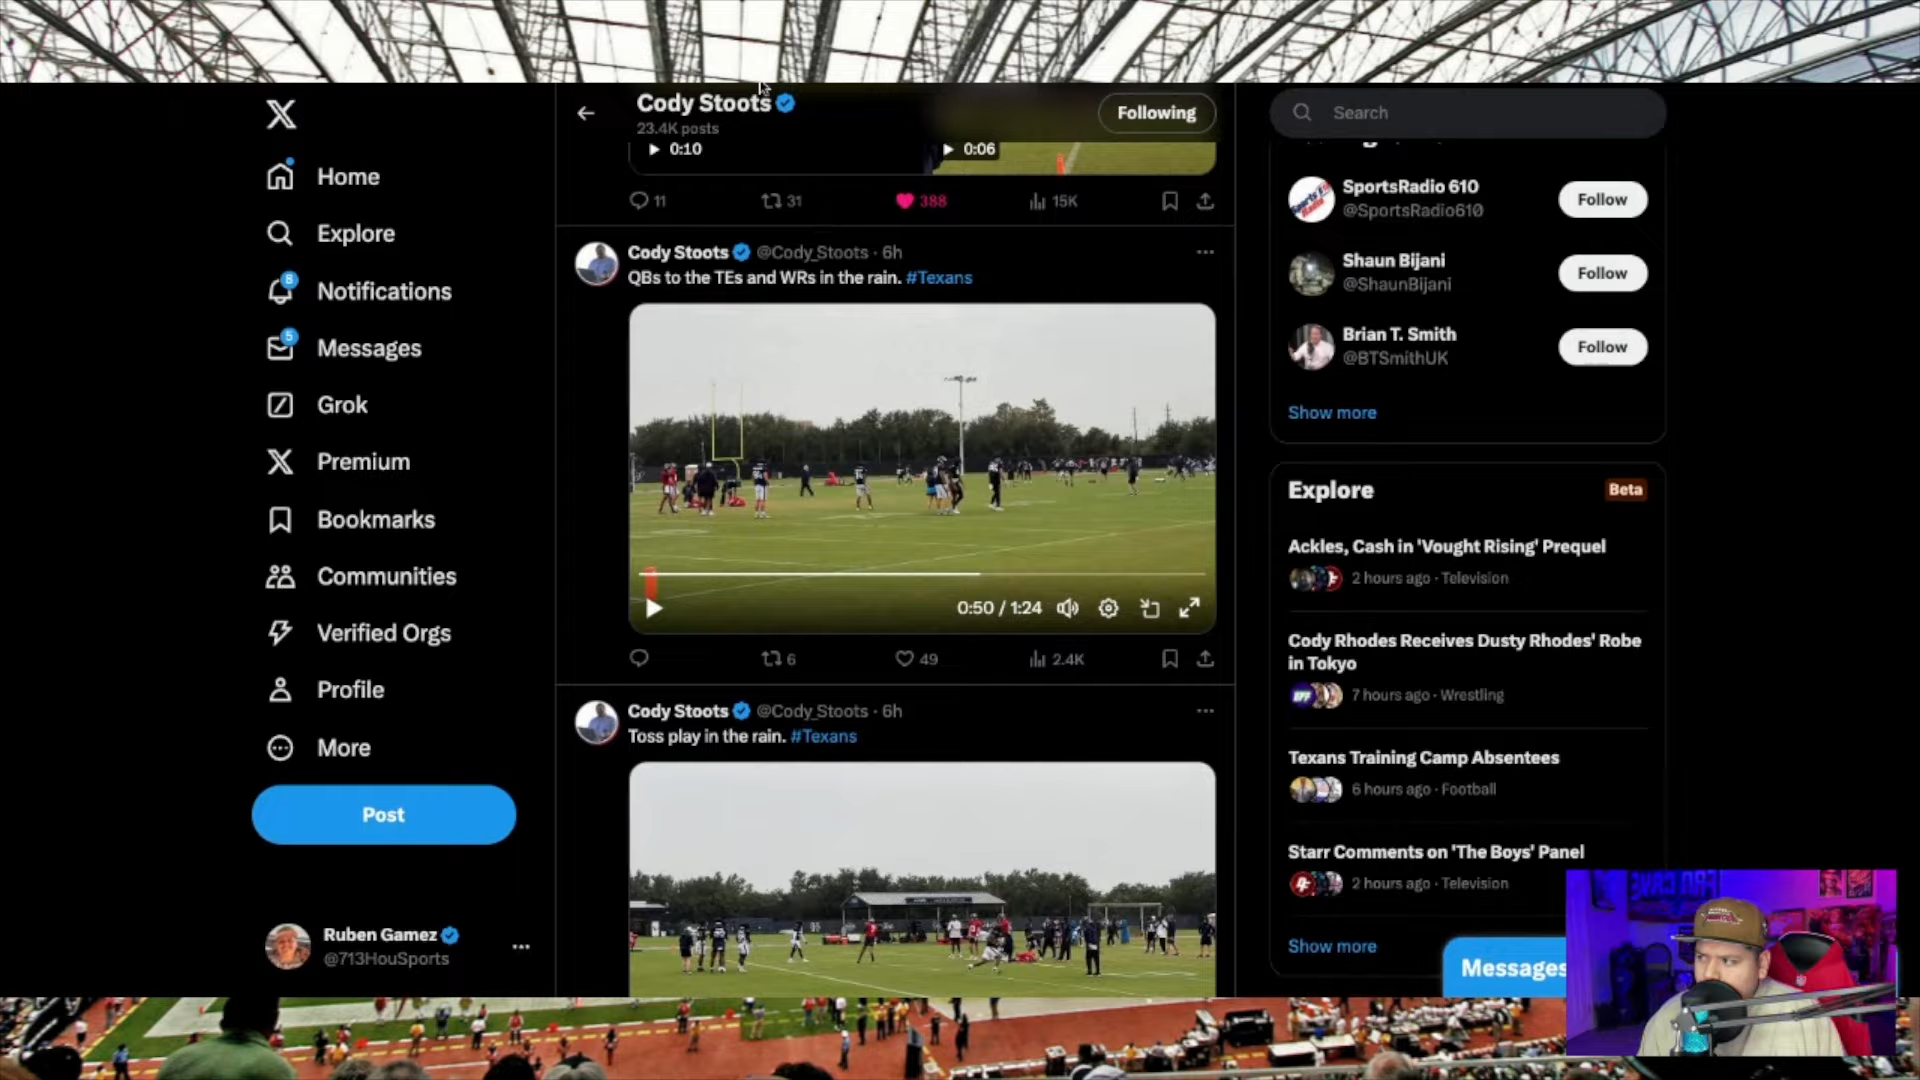 Cody Stoots
23.4K posts
Following
0:10
0:06
11
31
388
15K
Cody Stoots @Cody_Stoots · 6h
QBs to the TEs and WRs in the rain. #Texans
0:50 / 1:24
6
49
2.4K
Cody Stoots @Cody_Stoots · 6h
Toss play in the rain. #Texans
X
Home
Explore
8
Notifications
5
Messages
Grok
Premium
Bookmarks
Communities
Verified Orgs
Profile
More
Post
Ruben Gamez
@713HouSports
Search
SportsRadio 610
@SportsRadio610
Follow
Shaun Bijani
@ShaunBijani
Follow
Brian T. Smith
@BTSmithUK
Follow
Show more
Explore
Beta
Ackles, Cash in 'Vought Rising' Prequel
2 hours ago · Television
Cody Rhodes Receives Dusty Rhodes' Robe
in Tokyo
7 hours ago · Wrestling
Texans Training Camp Absentees
6 hours ago · Football
Starr Comments on 'The Boys' Panel
2 hours ago · Television
Show more
Messages